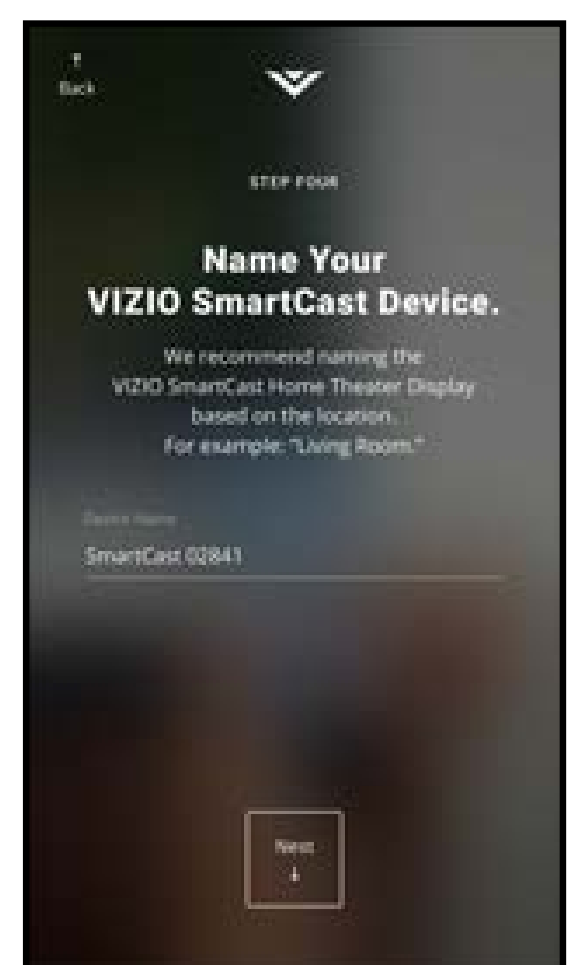 Back
STEP FOUR
Name Your
VIZIO SmartCast Device.
We recommend naming the
VIZIO SmartCast Home Theater Display
based on the location.
For example: "Living Room."
Device Name
SmartCast 02841
Next